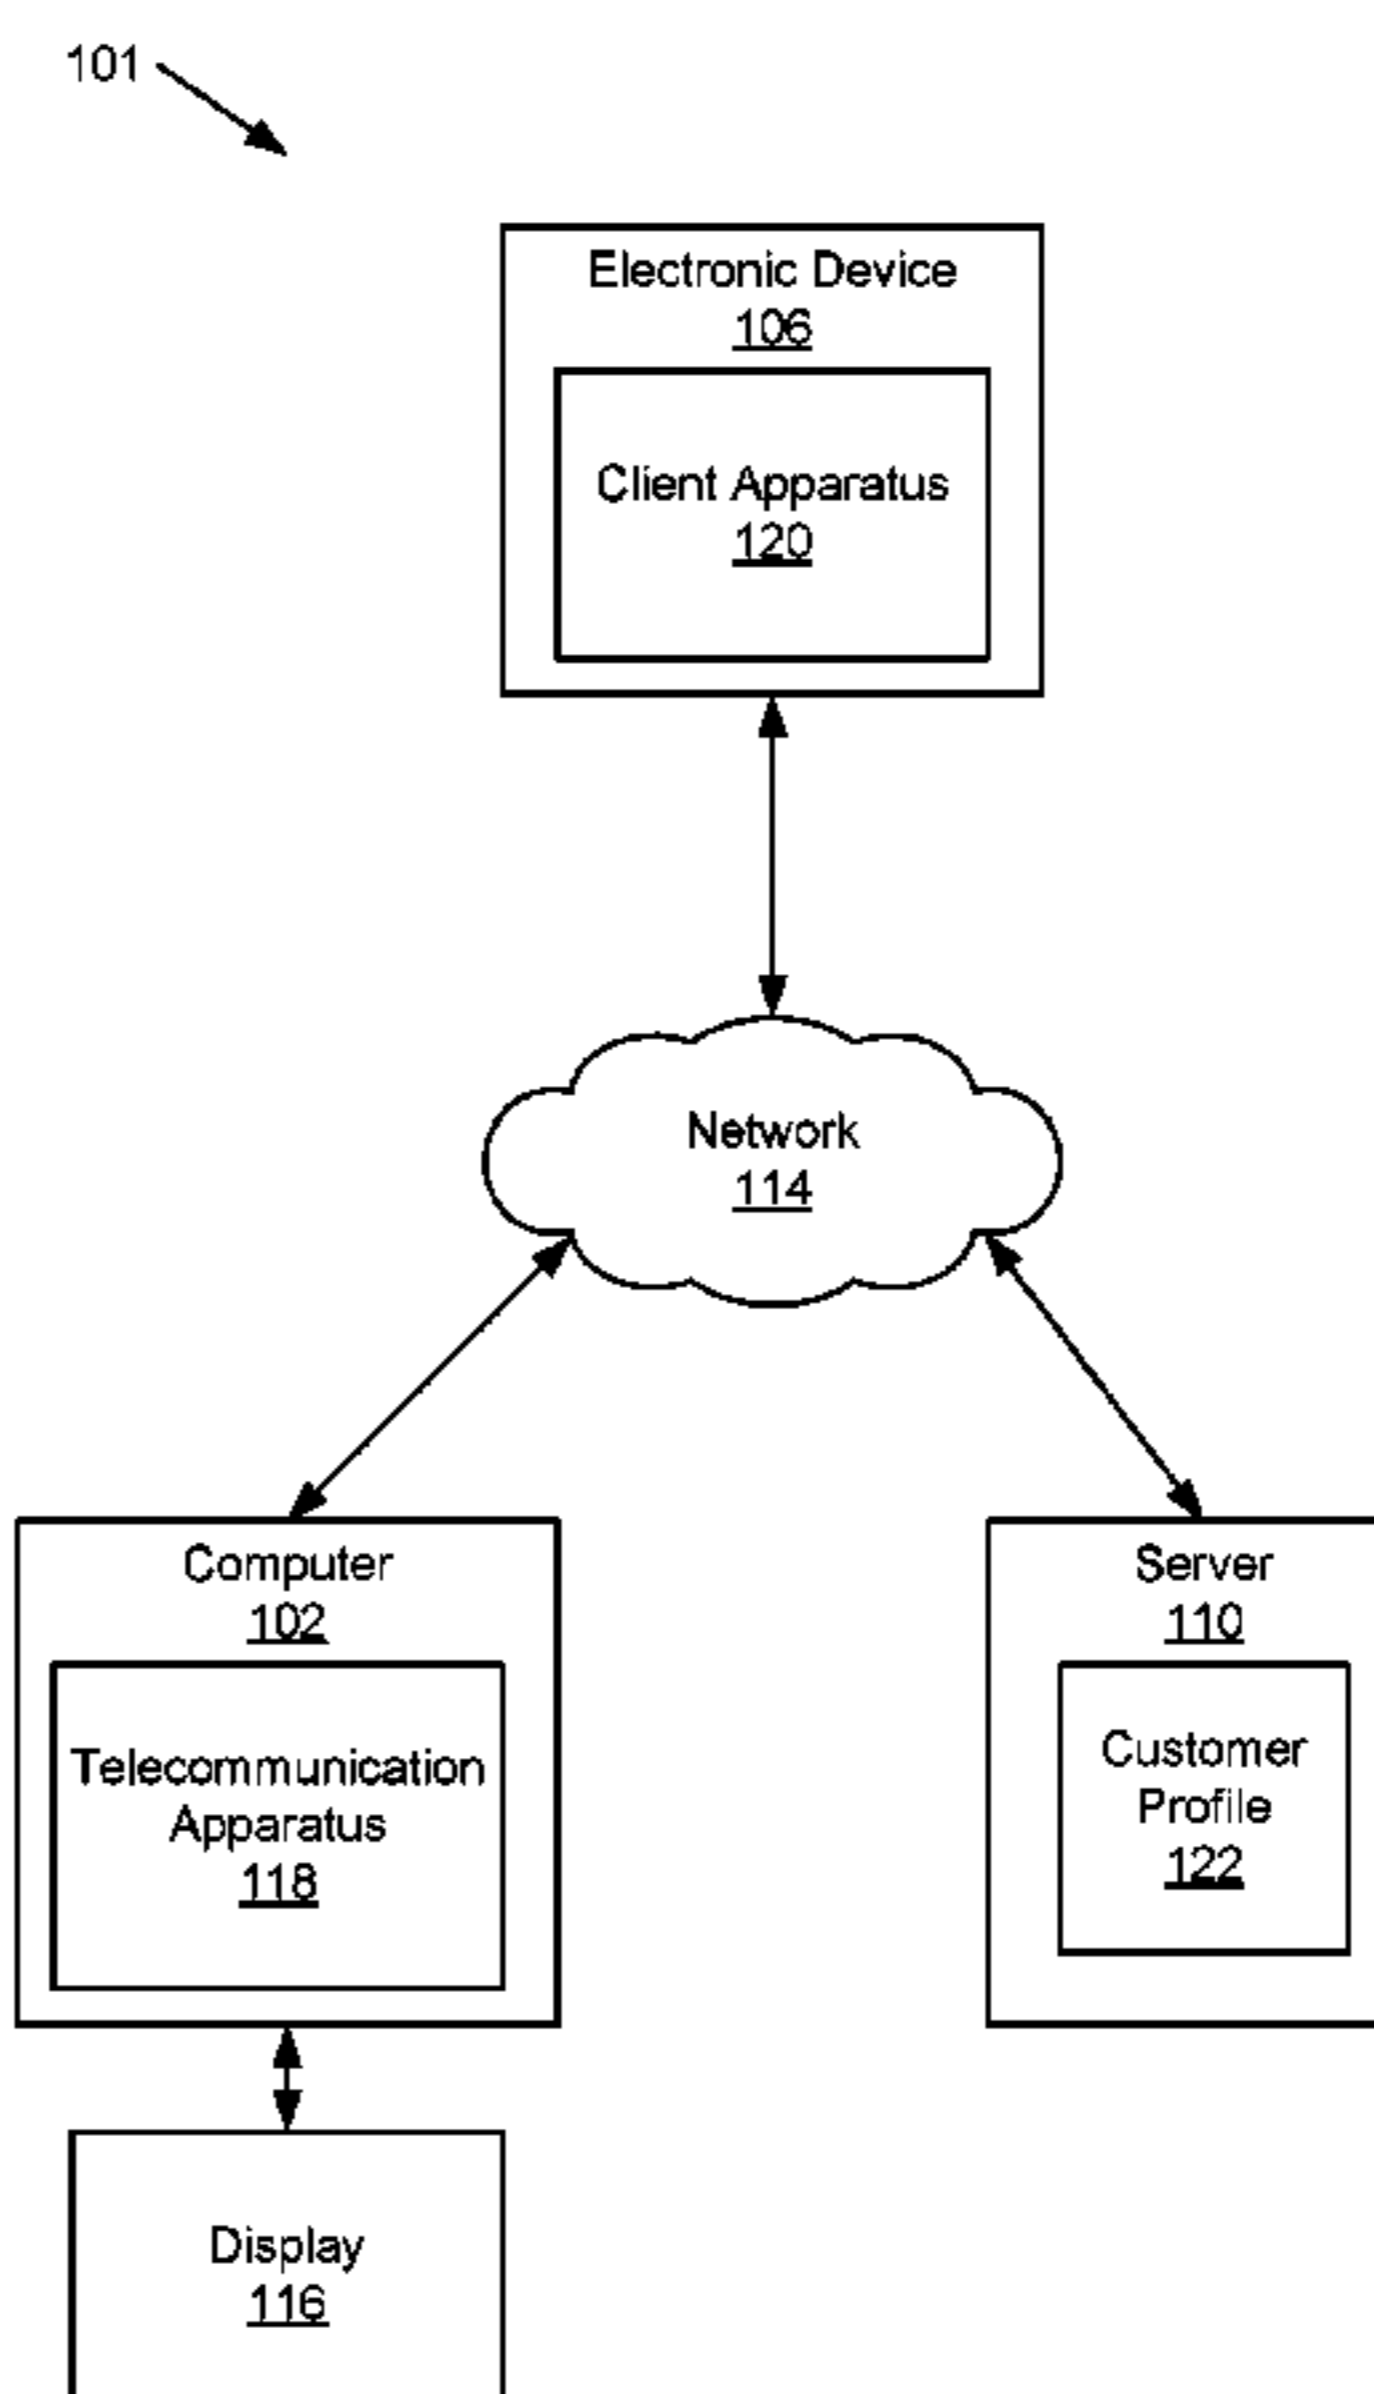 101
Electronic Device
106
Client Apparatus
120
Network
114
Computer
102
Telecommunication
Apparatus
118
Server
110
Customer
Profile
122
Display
116